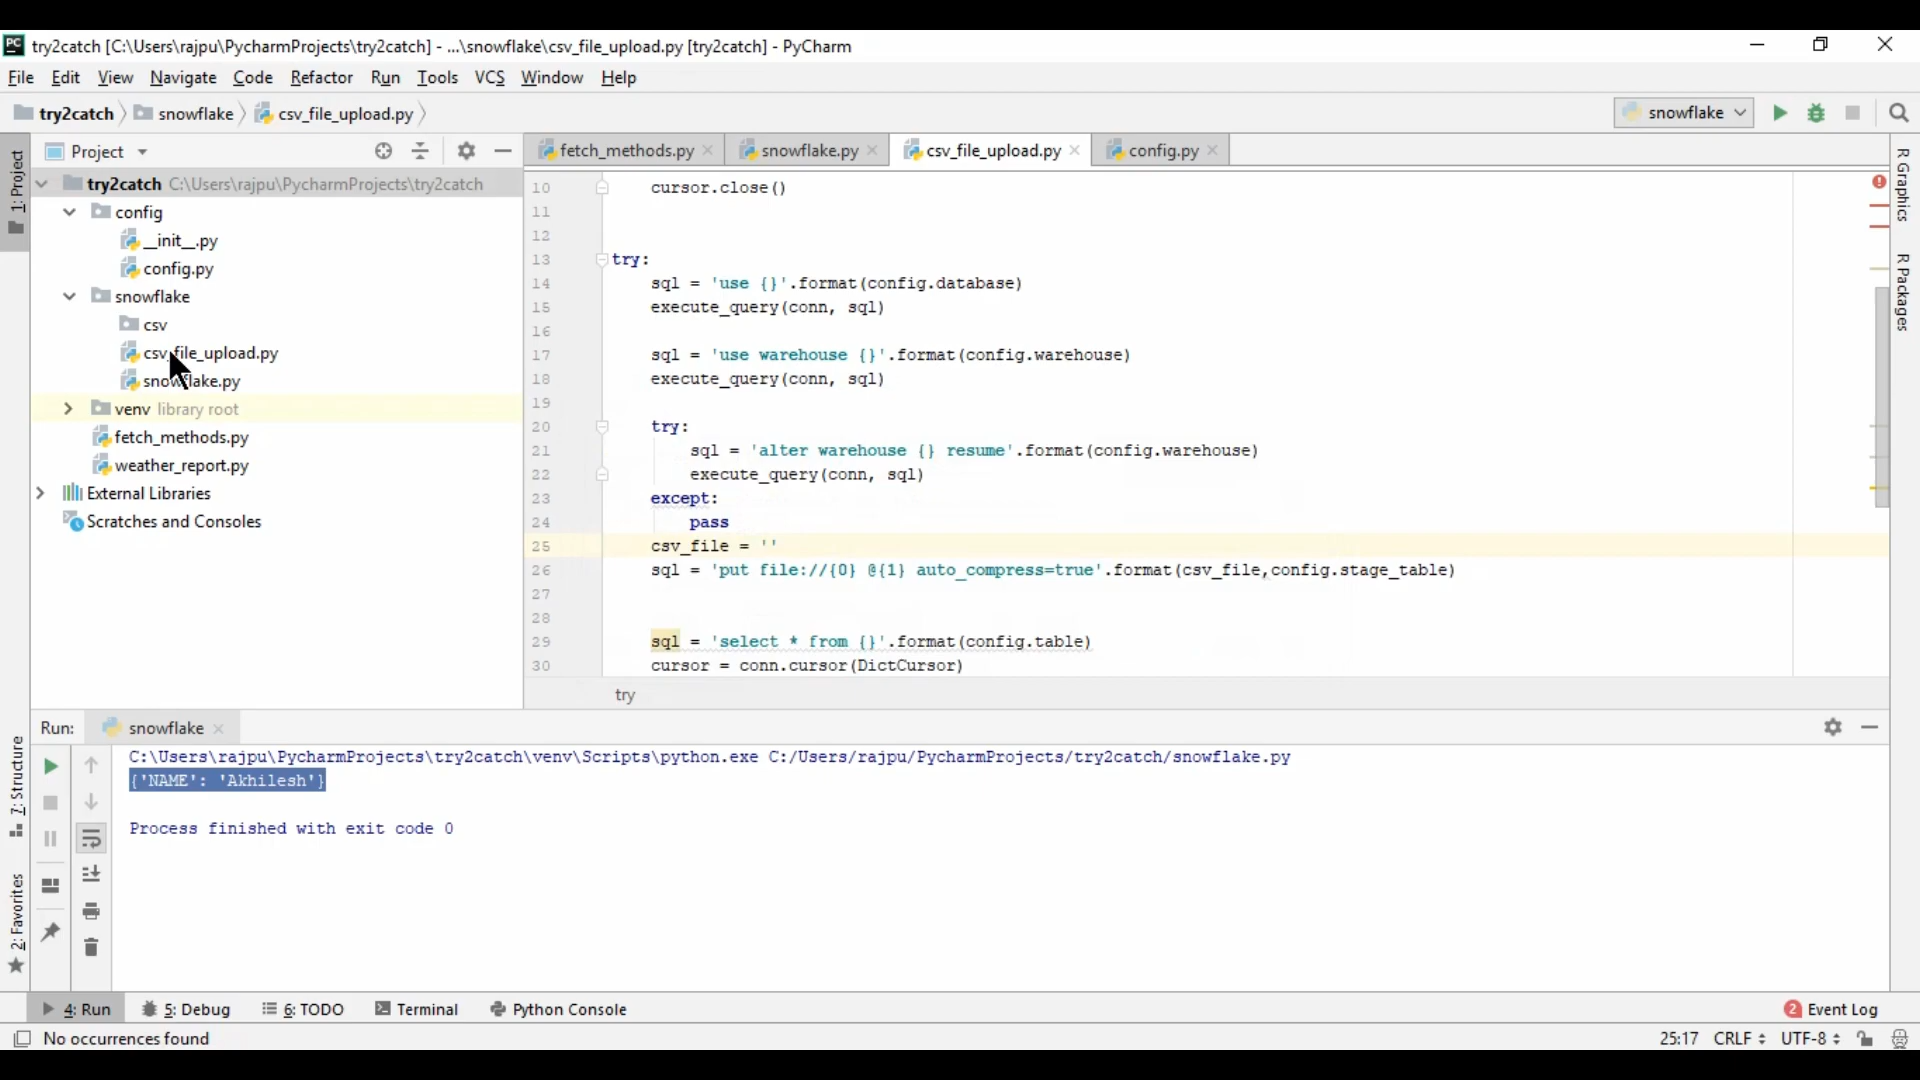 PC try2catch [C:\Users\rajpu\PycharmProjects\try2catch] - ...\snowflake\csv_file_upload.py [try2catch] - PyCharm
File Edit View Navigate Code Refactor Run Tools VCS Window Help
try2catch snowflake csv_file_upload.py snowflake
Project
fetch_methods.py snowflake.py csv_file_upload.py config.py
1: Project
try2catch C:\Users\rajpu\PycharmProjects\try2catch
config
__init__.py
config.py
snowflake
csv
csv_file_upload.py
snowflake.py
venv library root
fetch_methods.py
weather_report.py
External Libraries
Scratches and Consoles
10 cursor.close()
11
12
13 try:
14 sql = 'use {}'.format(config.database)
15 execute_query(conn, sql)
16
17 sql = 'use warehouse {}'.format(config.warehouse)
18 execute_query(conn, sql)
19
20 try:
21 sql = 'alter warehouse {} resume'.format(config.warehouse)
22 execute_query(conn, sql)
23 except:
24 pass
25 csv_file = ''
26 sql = 'put file://{0} @{1} auto_compress=true'.format(csv_file,config.stage_table)
27
28
29 sql = 'select * from {}'.format(config.table)
30 cursor = conn.cursor(DictCursor)
try
R Graphics
R Packages
Run: snowflake
C:\Users\rajpu\PycharmProjects\try2catch\venv\Scripts\python.exe C:/Users/rajpu/PycharmProjects/try2catch/snowflake.py
{'NAME': 'Akhilesh'}
Process finished with exit code 0
7: Structure
2: Favorites
4: Run 5: Debug 6: TODO Terminal Python Console 2 Event Log
No occurrences found 25:17 CRLF UTF-8